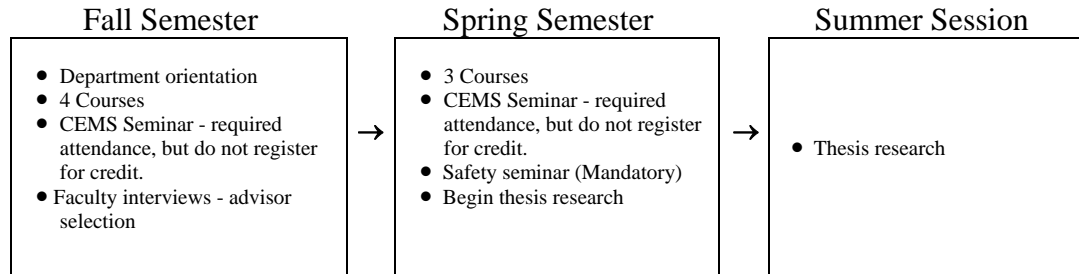 Fall Semester
• Department orientation
• 4 Courses
• CEMS Seminar - required
attendance, but do not register
for credit.
• Faculty interviews - advisor
selection
→
Spring Semester
• 3 Courses
• CEMS Seminar - required
attendance, but do not register
for credit.
• Safety seminar (Mandatory)
• Begin thesis research
→
Summer Session
• Thesis research